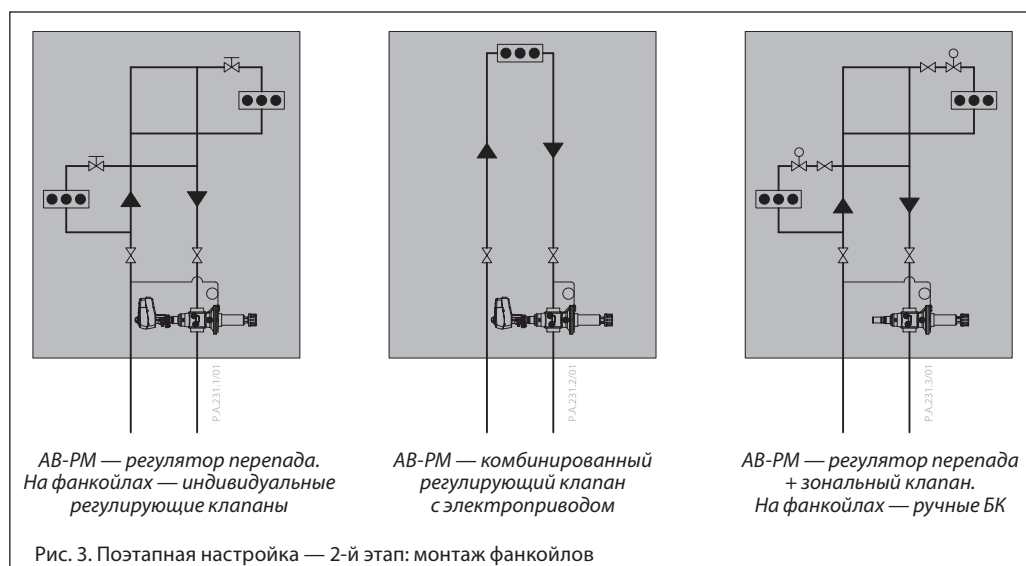 P.A.231.1/01
P.A.231.2/01
P.A.231.3/01
AB-PM — регулятор перепада.
На фанкойлах — индивидуальные
регулирующие клапаны
AB-PM — комбинированный
регулирующий клапан
с электроприводом
AB-PM — регулятор перепада
+ зональный клапан.
На фанкойлах — ручные БК
Рис. 3. Поэтапная настройка — 2-й этап: монтаж фанкойлов